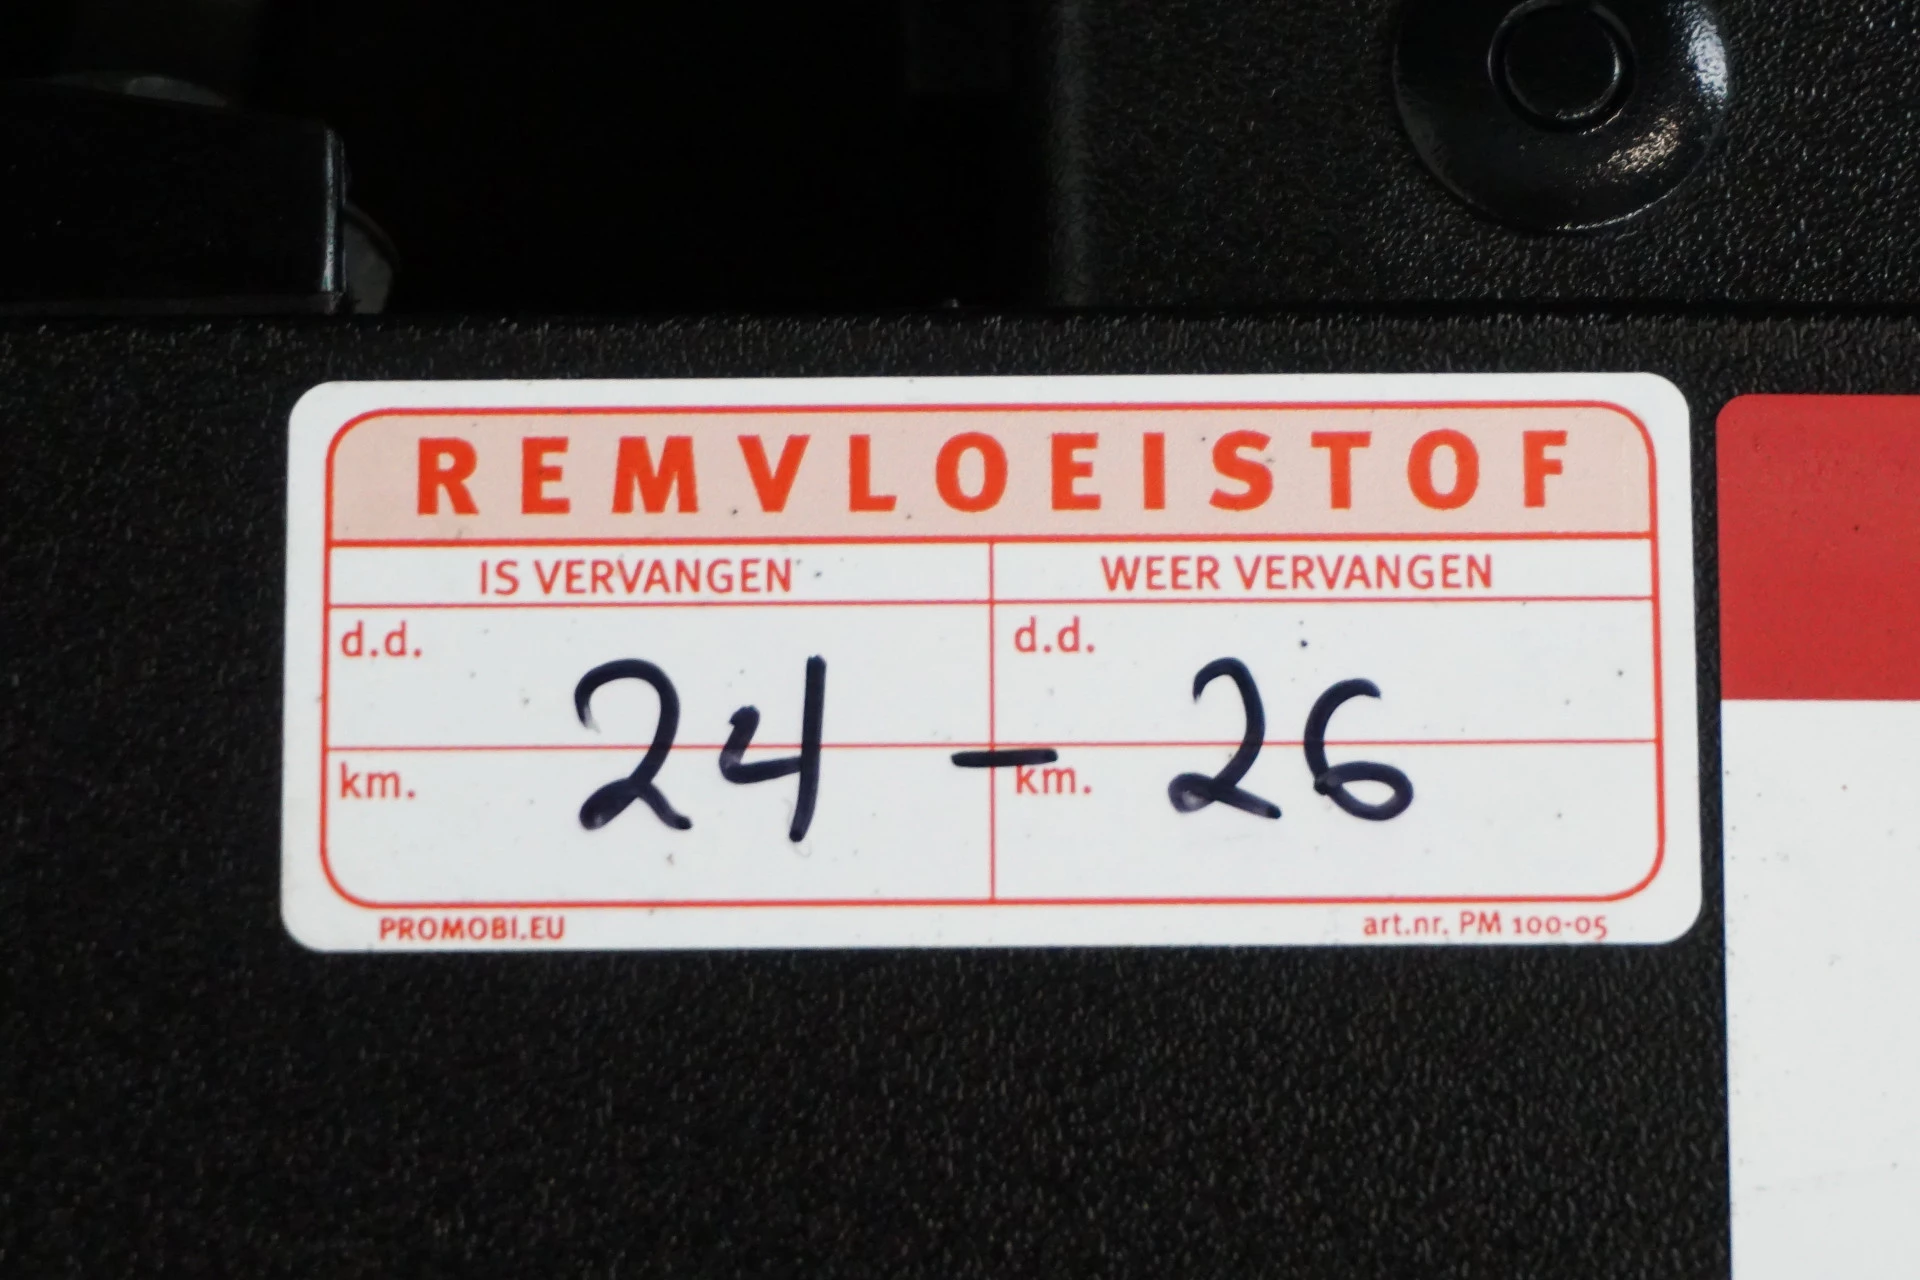 REMVLOEISTOF
IS VERVANGEN WEER VERVANGEN
d.d. d.d.
24 - 26
km. km.
PROMOBI.EU art.nr. PM 100-05